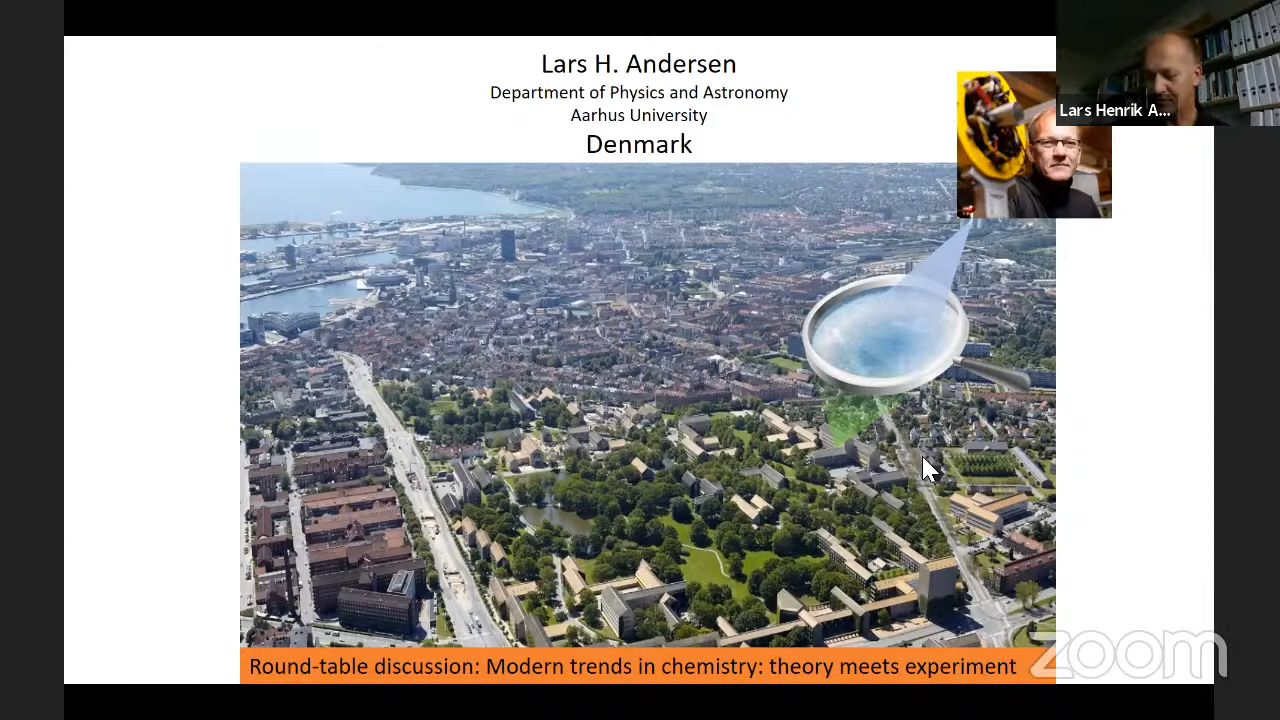 Lars H. Andersen
Department of Physics and Astronomy
Aarhus University
Denmark
Lars Henrik A...
Round-table discussion: Modern trends in chemistry: theory meets experiment
zoom